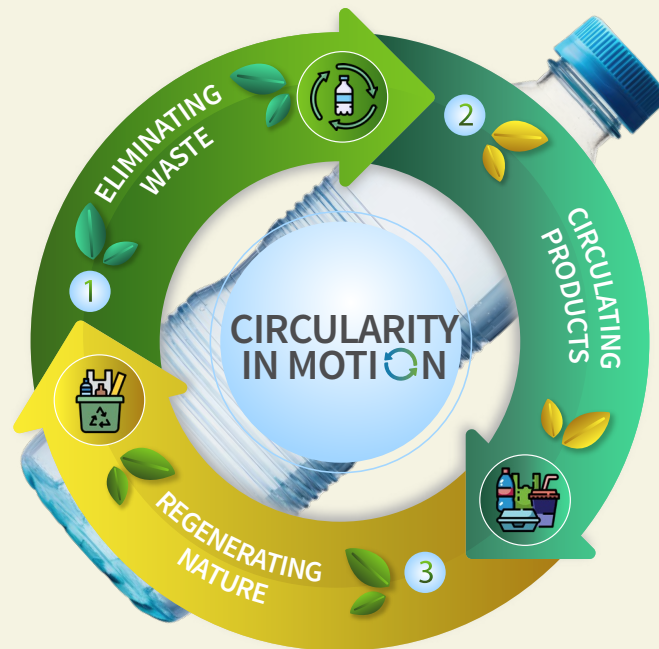 CIRCULARITY
IN MOTION
1
ELIMINATING
WASTE
2
CIRCULATING
PRODUCTS
3
REGENERATING
NATURE